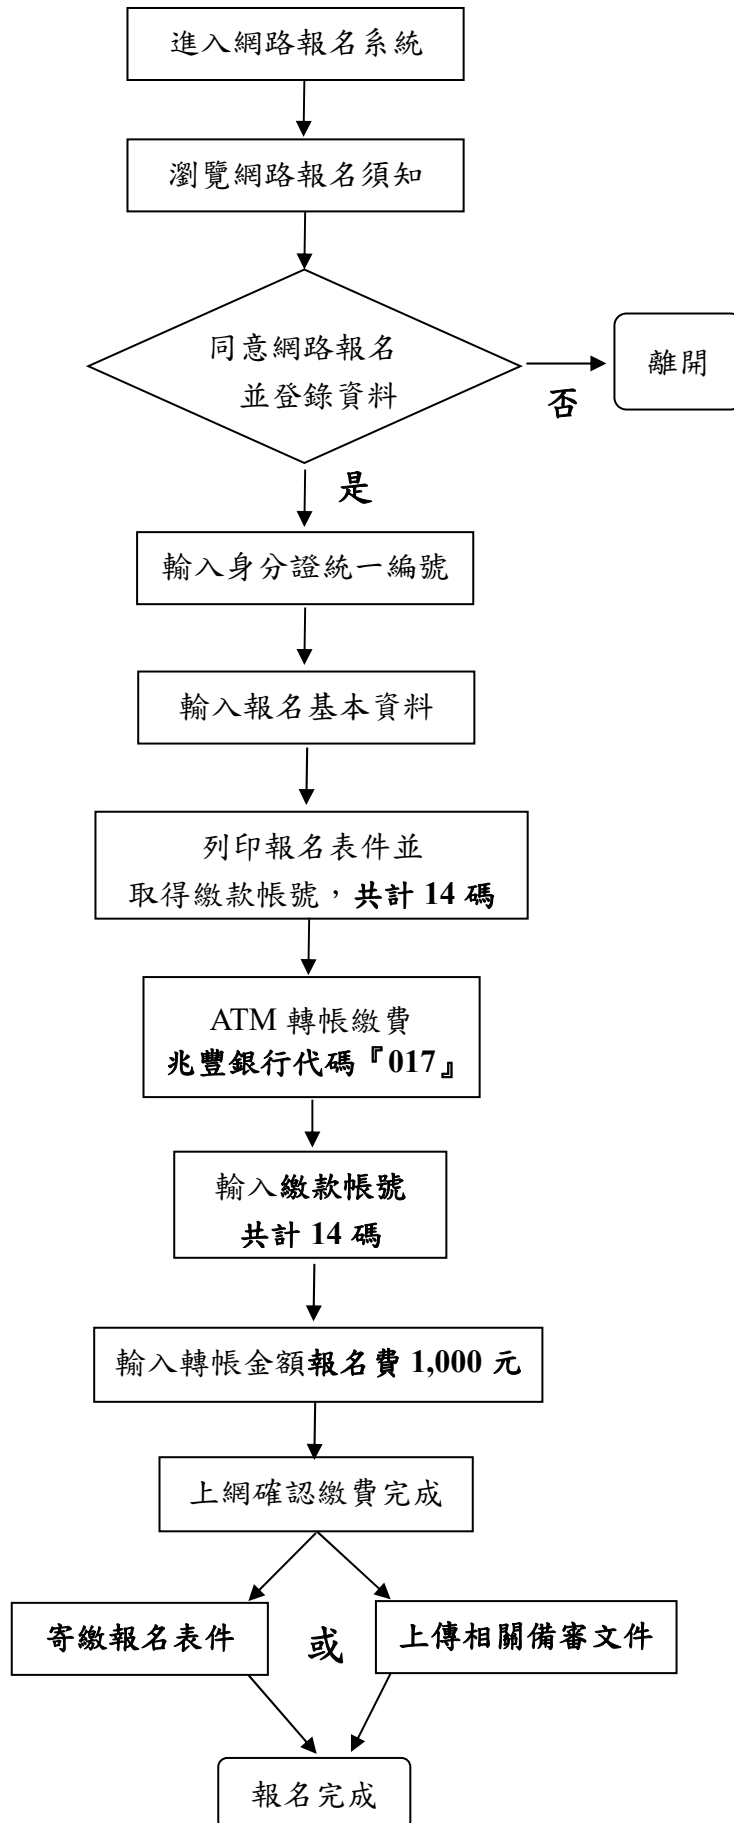 進入網路報名系統
瀏覽網路報名須知
同意網路報名
並登錄資料
離開
否
是
輸入身分證統一編號
輸入報名基本資料
列印報名表件並
取得繳款帳號，共計 14 碼
ATM 轉帳繳費
兆豐銀行代碼『017』
輸入繳款帳號
共計 14 碼
輸入轉帳金額報名費 1,000 元
上網確認繳費完成
寄繳報名表件
或
上傳相關備審文件
報名完成